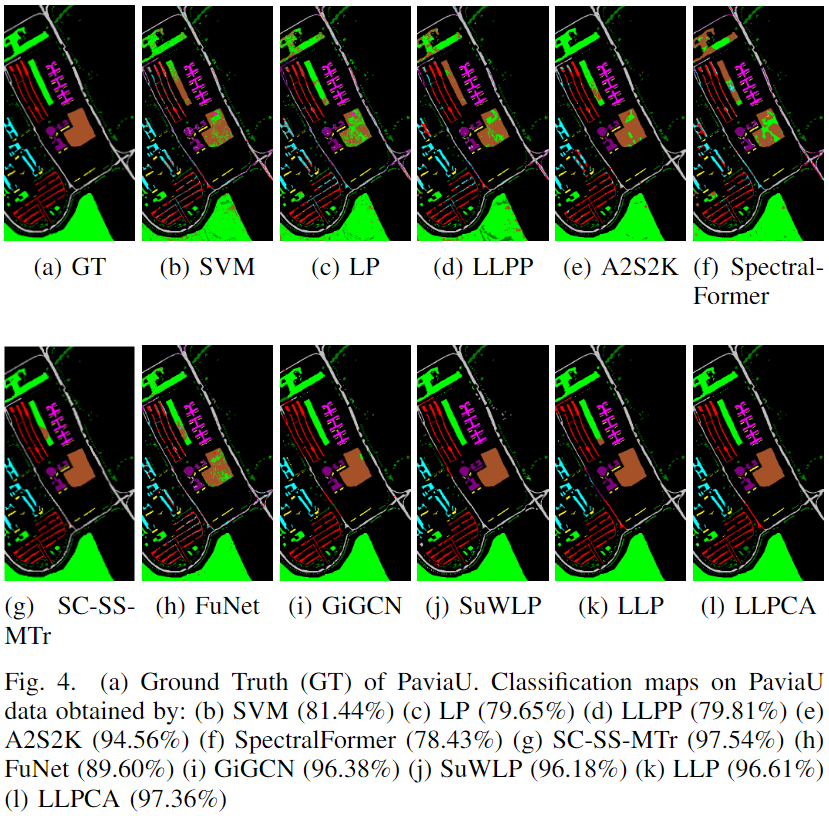 (a) GT (b) SVM (c) LP (d) LLPP (e) A2S2K (f) Spectral-
Former
(g) SC-SS-
MTr
(h) FuNet (i) GiGCN (j) SuWLP (k) LLP (l) LLPCA
Fig. 4. (a) Ground Truth (GT) of PaviaU. Classification maps on PaviaU
data obtained by: (b) SVM (81.44%) (c) LP (79.65%) (d) LLPP (79.81%) (e)
A2S2K (94.56%) (f) SpectralFormer (78.43%) (g) SC-SS-MTr (97.54%) (h)
FuNet (89.60%) (i) GiGCN (96.38%) (j) SuWLP (96.18%) (k) LLP (96.61%)
(l) LLPCA (97.36%)